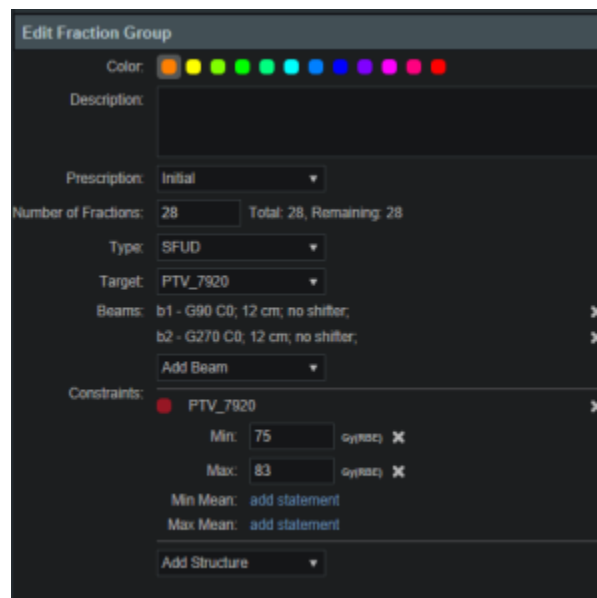 Edit Fraction Group
Color:
Description:
Prescription: Initial
Number of Fractions: 28 Total: 28, Remaining: 28
Type: SFUD
Target: PTV_7920
Beams: b1 - G90 C0; 12 cm; no shifter;
b2 - G270 C0; 12 cm; no shifter;
Add Beam
Constraints:
PTV_7920
Min: 75 Gy(RBE)
Max: 83 Gy(RBE)
Min Mean: add statement
Max Mean: add statement
Add Structure